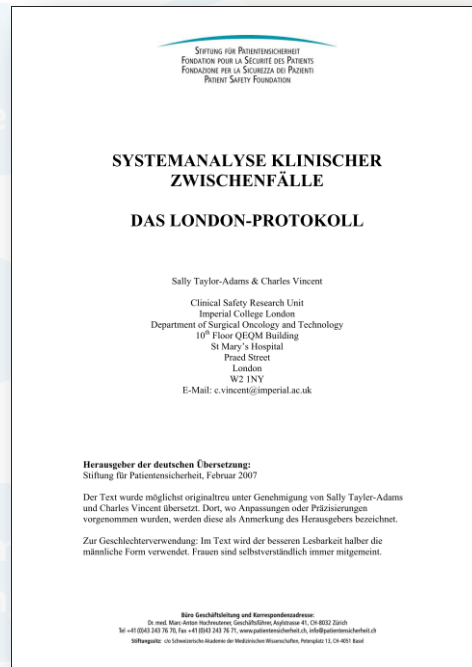 STIFTUNG FÜR PATIENTENSICHERHEIT
FONDATION POUR LA SÉCURITÉ DES PATIENTS
FONDAZIONE PER LA SICUREZZA DEI PAZIENTI
PATIENT SAFETY FOUNDATION
SYSTEMANALYSE KLINISCHER
ZWISCHENFÄLLE
DAS LONDON-PROTOKOLL
Sally Taylor-Adams & Charles Vincent
Clinical Safety Research Unit
Imperial College London
Department of Surgical Oncology and Technology
10th Floor QEQM Building
St Mary's Hospital
Praed Street
London
W2 1NY
E-Mail: c.vincent@imperial.ac.uk
Herausgeber der deutschen Übersetzung:
Stiftung für Patientensicherheit, Februar 2007
Der Text wurde möglichst originaltreu unter Genehmigung von Sally Tayler-Adams
und Charles Vincent übersetzt. Dort, wo Anpassungen oder Präzisierungen
vorgenommen wurden, werden diese als Anmerkung des Herausgebers bezeichnet.
Zur Geschlechterverwendung: Im Text wird der besseren Lesbarkeit halber die
männliche Form verwendet. Frauen sind selbstverständlich immer mitgemeint.
Büro Geschäftsleitung und Korrespondenzadresse:
Dr. med. Marc-Anton Hochreutener, Geschäftsführer, Asylstrasse 41, CH-8032 Zürich
Tel +41(0)43 243 76 70, Fax +41(0)43 243 76 71, www.patientensicherheit.ch, info@patientensicherheit.ch
Stiftungssitz: c/o Schweizerische Akademie der Medizinischen Wissenschaften, Petersplatz 13, CH-4051 Basel